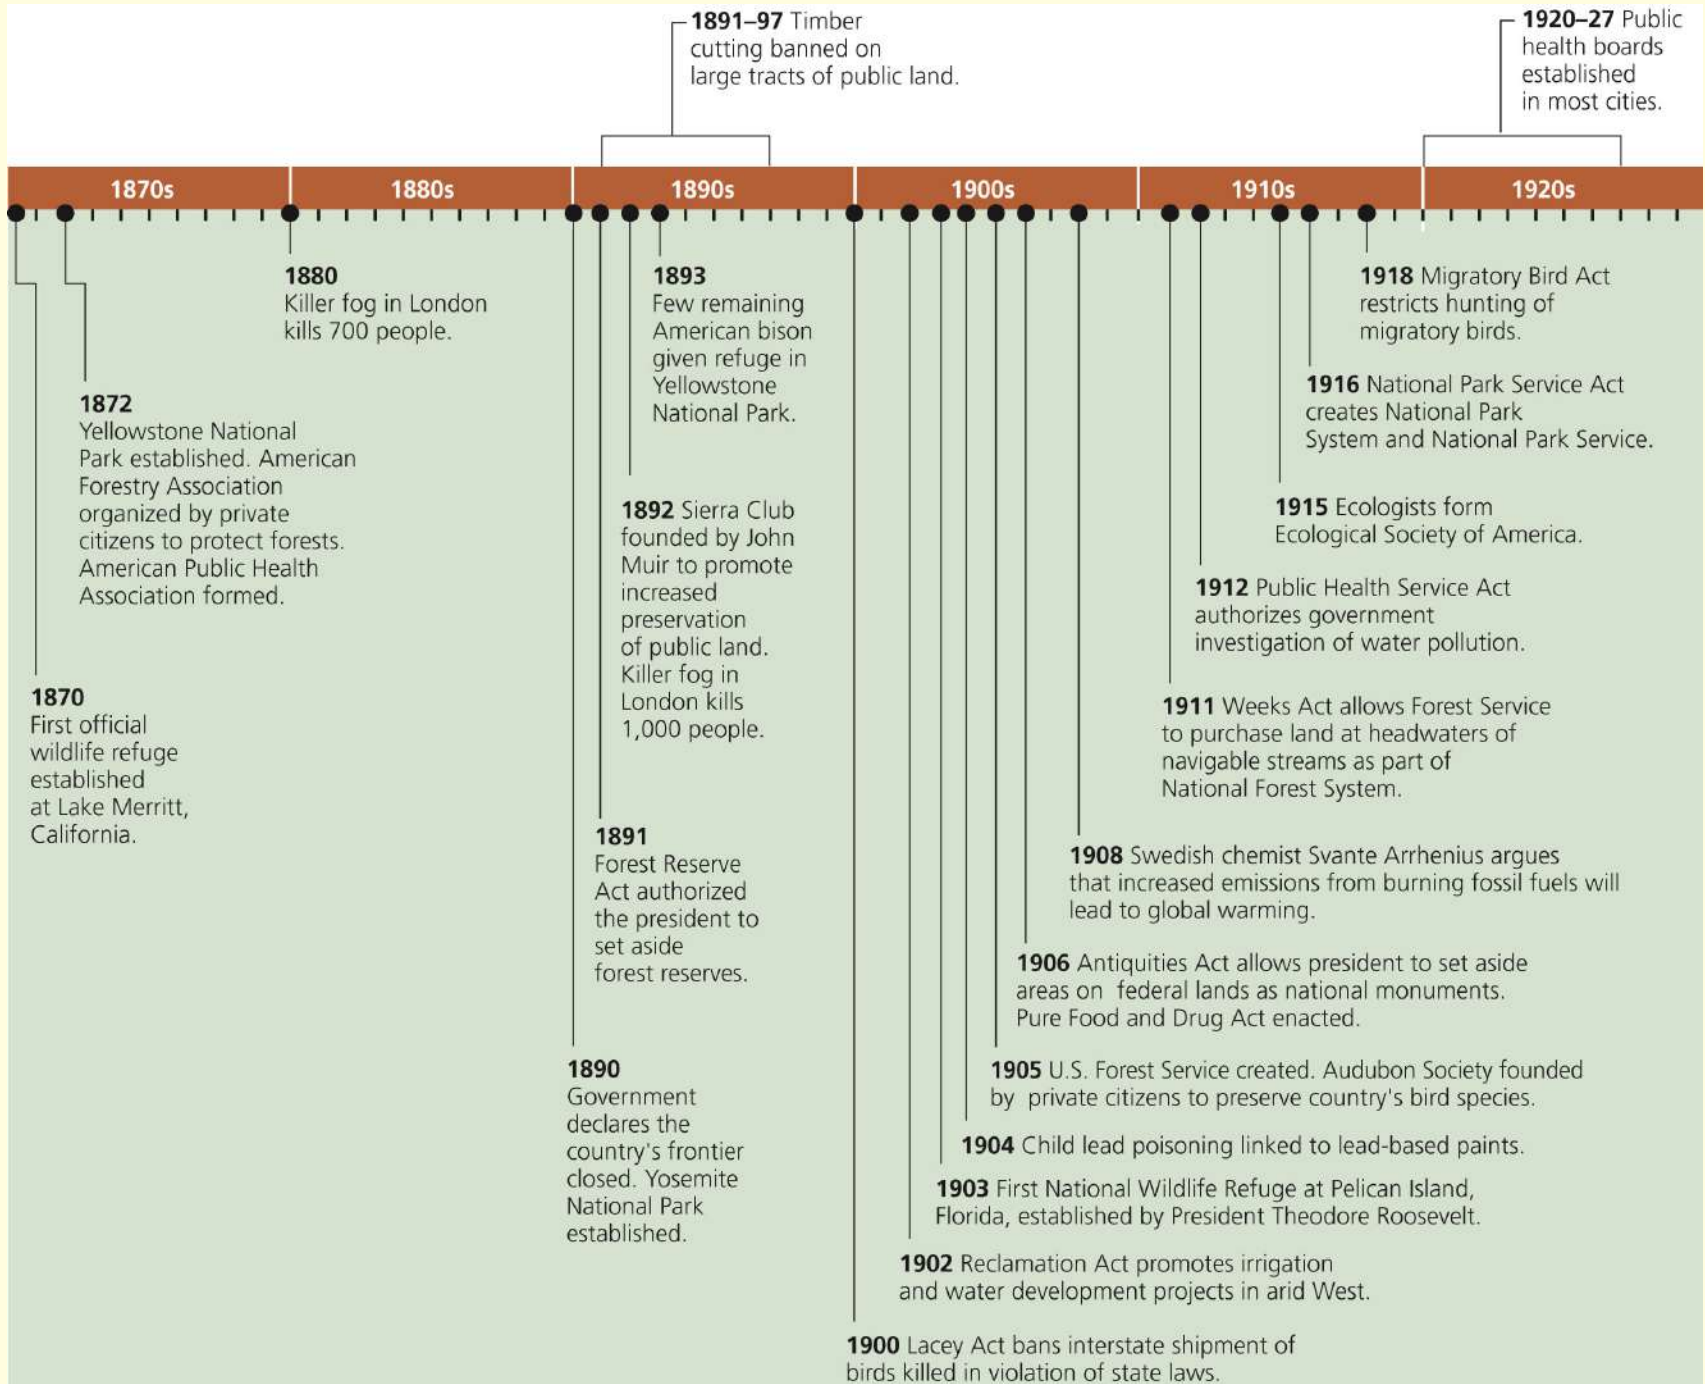 1891–97 Timber
cutting banned on
large tracts of public land.
1920–27 Public
health boards
established
in most cities.
1870s
1880s
1890s
1900s
1910s
1920s
1870
First official
wildlife refuge
established
at Lake Merritt,
California.
1872
Yellowstone National
Park established. American
Forestry Association
organized by private
citizens to protect forests.
American Public Health
Association formed.
1880
Killer fog in London
kills 700 people.
1890
Government
declares the
country's frontier
closed. Yosemite
National Park
established.
1891
Forest Reserve
Act authorized
the president to
set aside
forest reserves.
1892 Sierra Club
founded by John
Muir to promote
increased
preservation
of public land.
Killer fog in
London kills
1,000 people.
1893
Few remaining
American bison
given refuge in
Yellowstone
National Park.
1900 Lacey Act bans interstate shipment of
birds killed in violation of state laws.
1902 Reclamation Act promotes irrigation
and water development projects in arid West.
1903 First National Wildlife Refuge at Pelican Island,
Florida, established by President Theodore Roosevelt.
1904 Child lead poisoning linked to lead-based paints.
1905 U.S. Forest Service created. Audubon Society founded
by private citizens to preserve country's bird species.
1906 Antiquities Act allows president to set aside
areas on federal lands as national monuments.
Pure Food and Drug Act enacted.
1908 Swedish chemist Svante Arrhenius argues
that increased emissions from burning fossil fuels will
lead to global warming.
1911 Weeks Act allows Forest Service
to purchase land at headwaters of
navigable streams as part of
National Forest System.
1912 Public Health Service Act
authorizes government
investigation of water pollution.
1915 Ecologists form
Ecological Society of America.
1916 National Park Service Act
creates National Park
System and National Park Service.
1918 Migratory Bird Act
restricts hunting of
migratory birds.